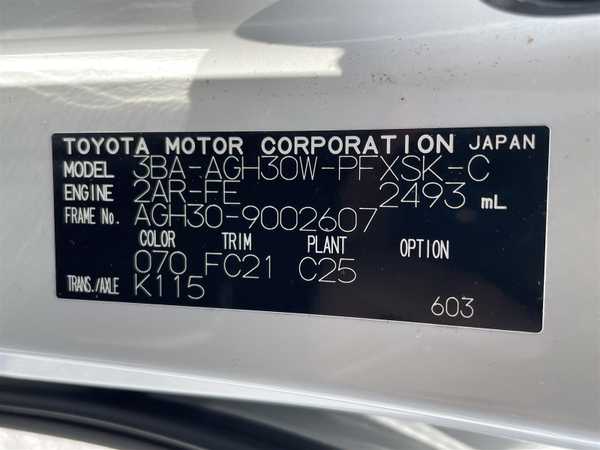 TOYOTA MOTOR CORPORATION JAPAN
MODEL 3BA-AGH30W-PFXSK-C
ENGINE 2AR-FE 2493 mL
FRAME No. AGH30-9002607
COLOR TRIM PLANT OPTION
070 FC21 C25
TRANS./AXLE K115
603